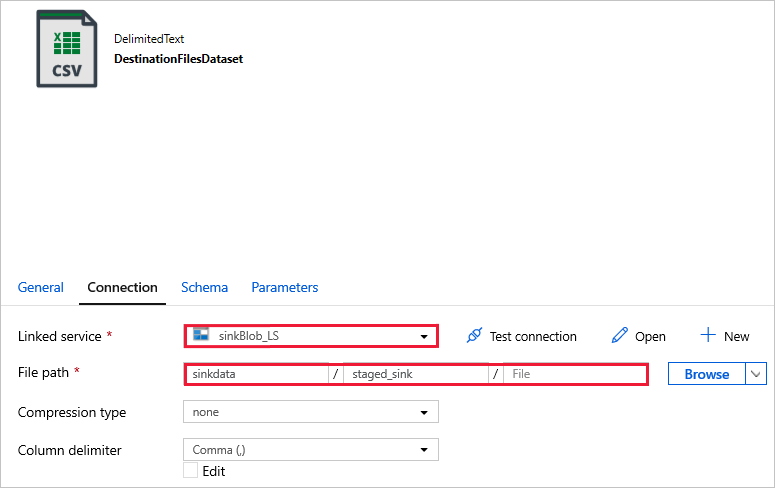 CSV
DelimitedText
DestinationFilesDataset
General Connection Schema Parameters
Linked service * sinkBlob_LS Test connection Open New
File path * sinkdata / staged_sink / File Browse
Compression type none
Column delimiter Comma (,)
Edit